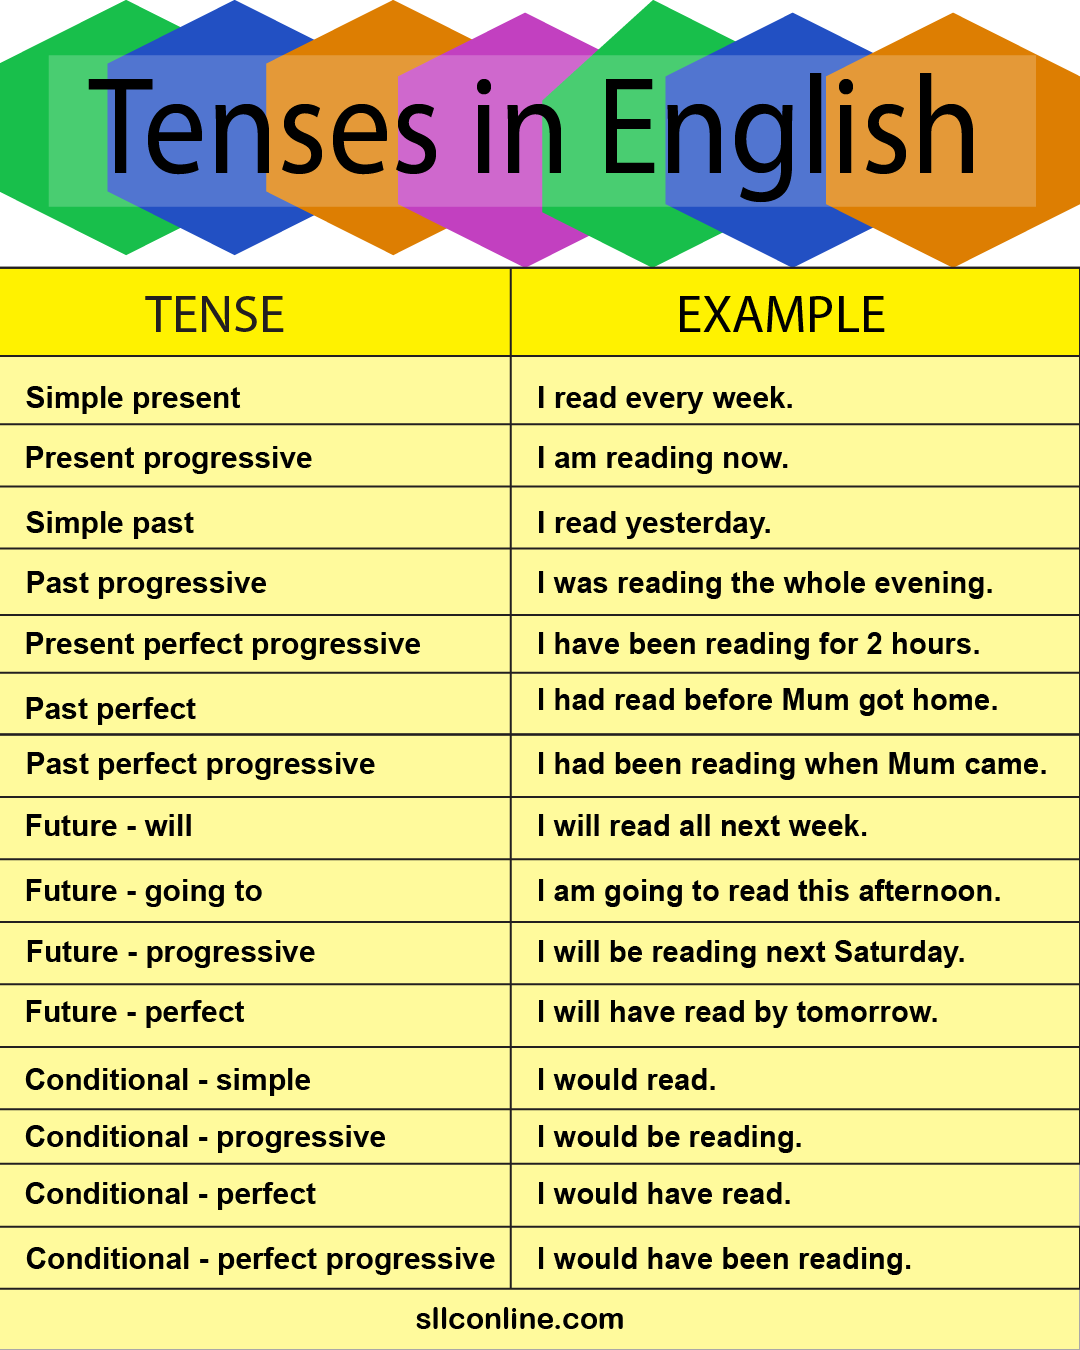 Tenses in English
TENSE EXAMPLE
Simple present I read every week.
Present progressive I am reading now.
Simple past I read yesterday.
Past progressive I was reading the whole evening.
Present perfect progressive I have been reading for 2 hours.
Past perfect I had read before Mum got home.
Past perfect progressive I had been reading when Mum came.
Future - will I will read all next week.
Future - going to I am going to read this afternoon.
Future - progressive I will be reading next Saturday.
Future - perfect I will have read by tomorrow.
Conditional - simple I would read.
Conditional - progressive I would be reading.
Conditional - perfect I would have read.
Conditional - perfect progressive I would have been reading.
sllconline.com